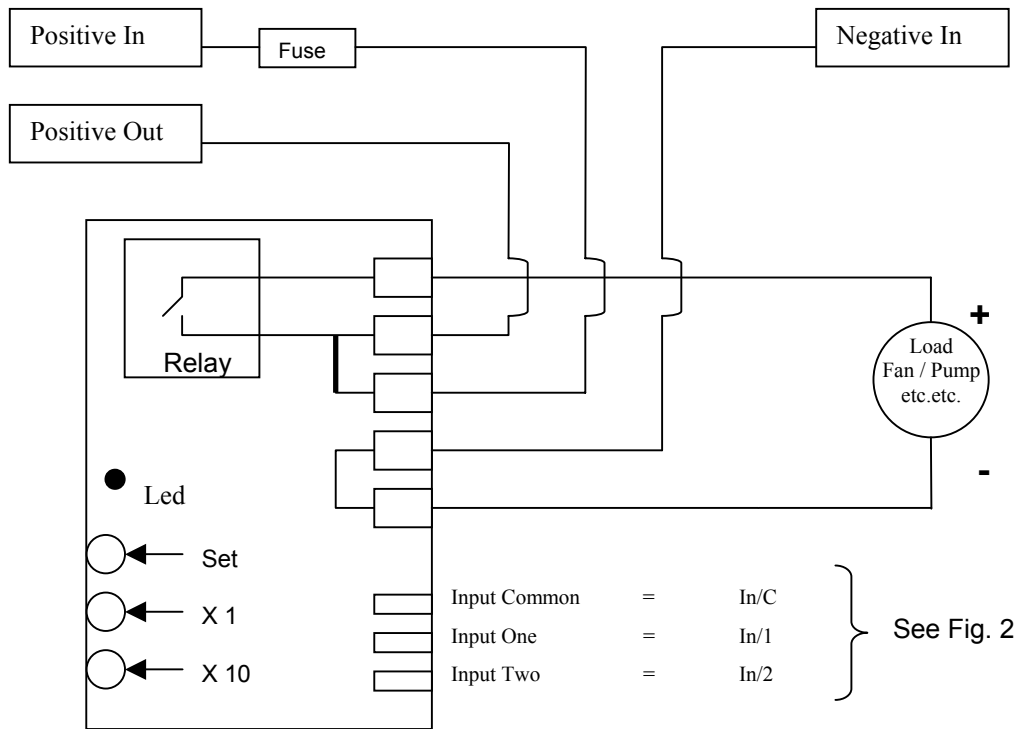 Positive In
Fuse
Negative In
Positive Out
Relay
+
Load
Fan / Pump
etc.etc.
-
Led
Set
X 1
X 10
Input Common = In/C
Input One = In/1
Input Two = In/2
See Fig. 2